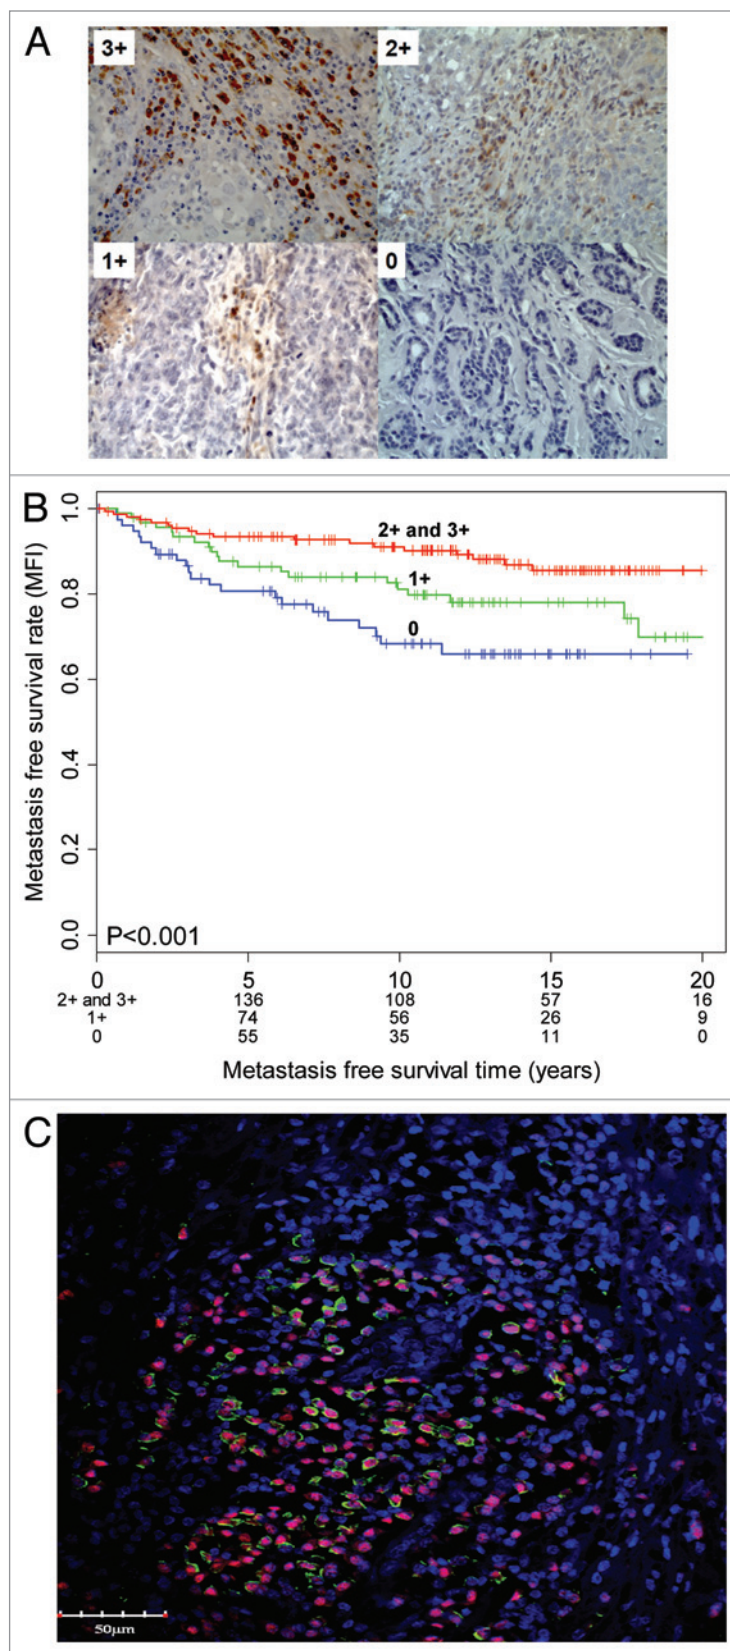 A
3+ 2+
1+ 0
B
Metastasis free survival rate (MFI)
1.0
0.8
0.6
0.4
0.2
0.0
2+ and 3+
1+
0
P<0.001
0 5 10 15 20
2+ and 3+ 136 108 57 16
1+ 74 56 26 9
0 55 35 11 0
Metastasis free survival time (years)
C
50μm